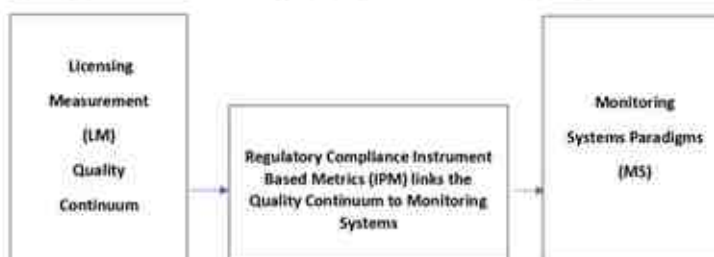 Licensing
Measurement
(LM)
Quality
Continuum
Regulatory Compliance Instrument
Based Metrics (IPM) links the
Quality Continuum to Monitoring
Systems
Monitoring
Systems Paradigms
(MS)